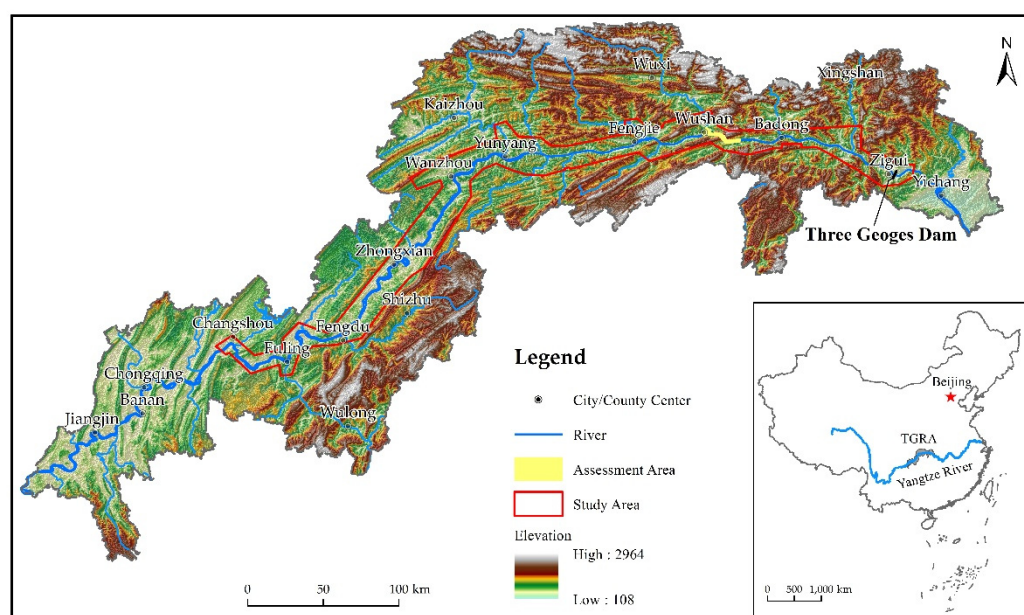 N
Wuxi
Xingshan
Kaizhou
Wushan
Badong
Fengjie
Yunyang
Wanzhou
Zigui
Yichang
Three Geoges Dam
Zhongxian
Shizhu
Changshou
Fengdu
Fuling
Chongqing
Banan
Jiangjin
Wulong
Legend
City/County Center
River
Assessment Area
Study Area
Elevation
High : 2964
Low : 108
0 50 100 km
Beijing
TGRA
Yangtze River
0 500 1,000 km